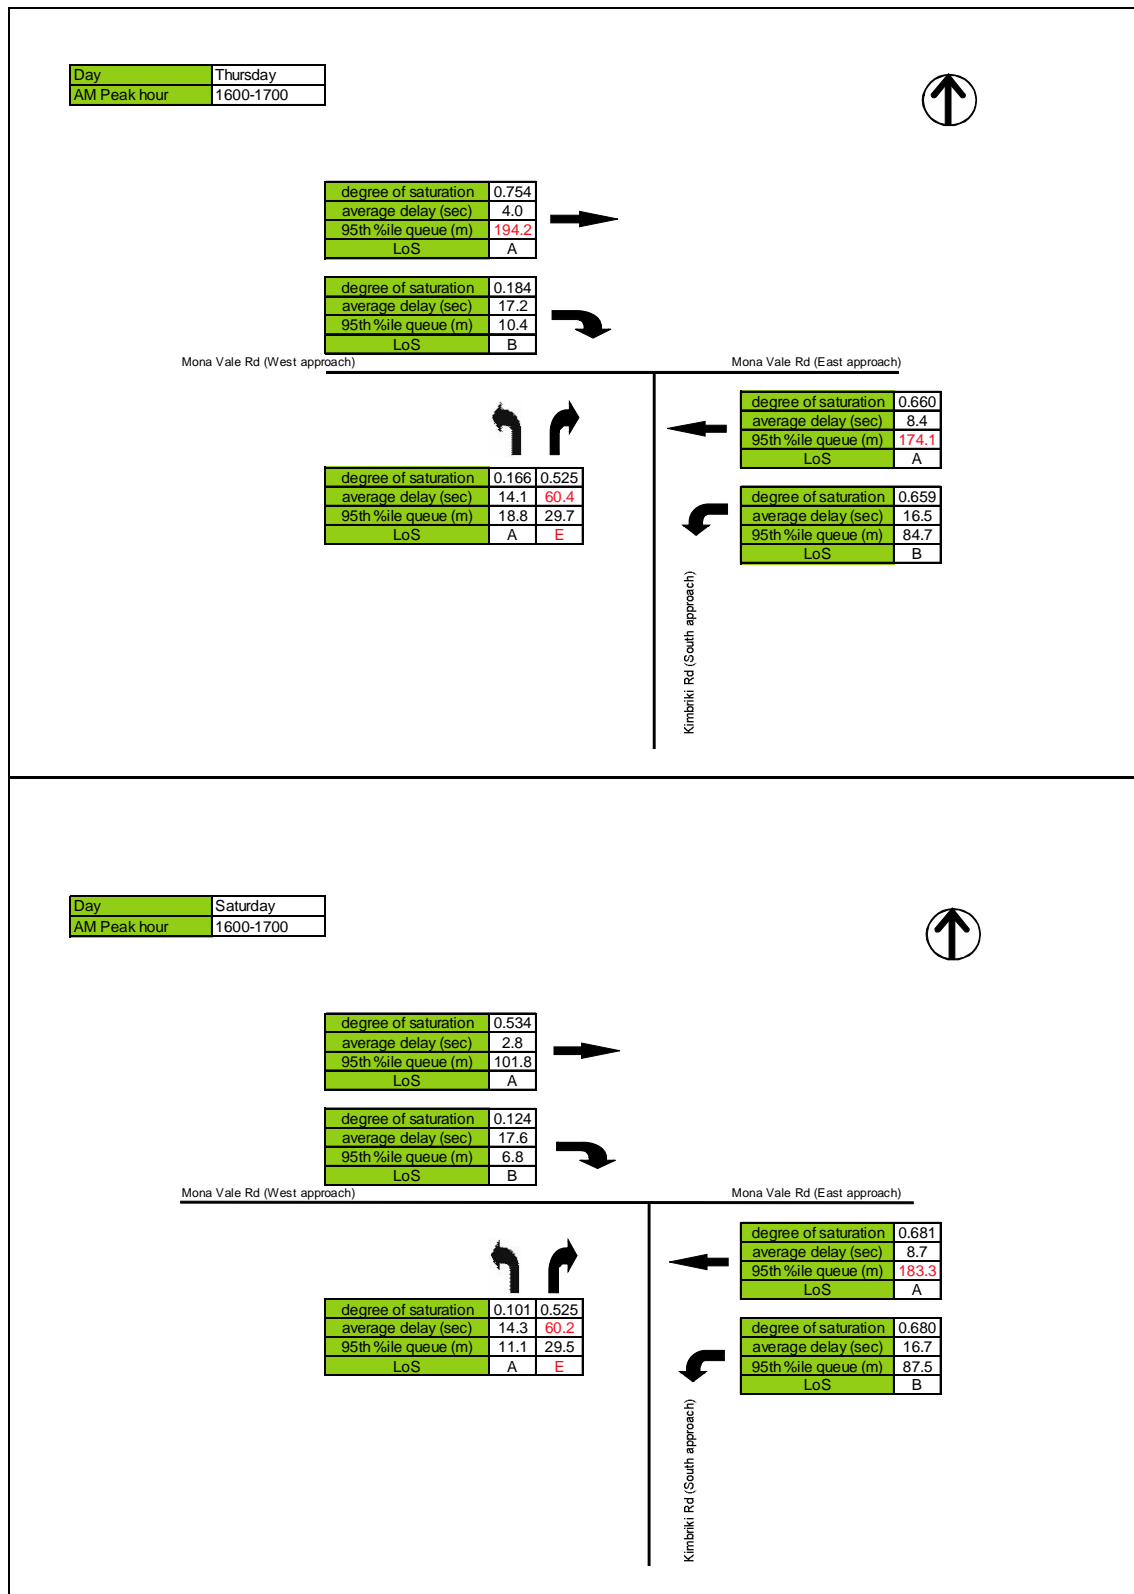 Day Thursday
AM Peak hour 1600-1700
degree of saturation 0.754
average delay (sec) 4.0
95th %ile queue (m) 194.2
LoS A
degree of saturation 0.184
average delay (sec) 17.2
95th %ile queue (m) 10.4
LoS B
Mona Vale Rd (West approach)
Mona Vale Rd (East approach)
degree of saturation 0.660
average delay (sec) 8.4
95th %ile queue (m) 174.1
LoS A
degree of saturation 0.166 0.525
average delay (sec) 14.1 60.4
95th %ile queue (m) 18.8 29.7
LoS A E
degree of saturation 0.659
average delay (sec) 16.5
95th %ile queue (m) 84.7
LoS B
Kimbriki Rd (South approach)
Day Saturday
AM Peak hour 1600-1700
degree of saturation 0.534
average delay (sec) 2.8
95th %ile queue (m) 101.8
LoS A
degree of saturation 0.124
average delay (sec) 17.6
95th %ile queue (m) 6.8
LoS B
Mona Vale Rd (West approach)
Mona Vale Rd (East approach)
degree of saturation 0.681
average delay (sec) 8.7
95th %ile queue (m) 183.3
LoS A
degree of saturation 0.101 0.525
average delay (sec) 14.3 60.2
95th %ile queue (m) 11.1 29.5
LoS A E
degree of saturation 0.680
average delay (sec) 16.7
95th %ile queue (m) 87.5
LoS B
Kimbriki Rd (South approach)